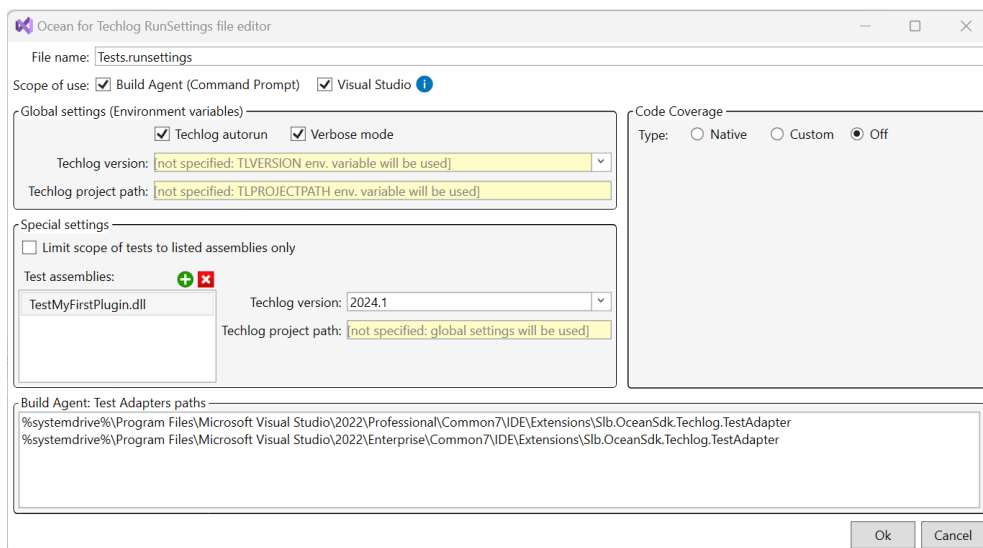 Ocean for Techlog RunSettings file editor
File name: Tests.runsettings
Scope of use: Build Agent (Command Prompt) Visual Studio i
Global settings (Environment variables)
Techlog autorun Verbose mode
Techlog version: [not specified: TLVERSION env. variable will be used]
Techlog project path: [not specified: TLPROJECTPATH env. variable will be used]
Code Coverage
Type: Native Custom Off
Special settings
Limit scope of tests to listed assemblies only
Test assemblies:
TestMyFirstPlugin.dll
Techlog version: 2024.1
Techlog project path: [not specified: global settings will be used]
Build Agent: Test Adapters paths
%systemdrive%\Program Files\Microsoft Visual Studio\2022\Professional\Common7\IDE\Extensions\Slb.OceanSdk.Techlog.TestAdapter
%systemdrive%\Program Files\Microsoft Visual Studio\2022\Enterprise\Common7\IDE\Extensions\Slb.OceanSdk.Techlog.TestAdapter
Ok Cancel